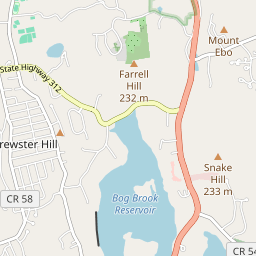 Mount
Ebo
Farrell
Hill
232 m
State Highway 312
rewster Hill
Snake
Hill
233 m
CR 58
Bog Brook
Reservoir
CR 54